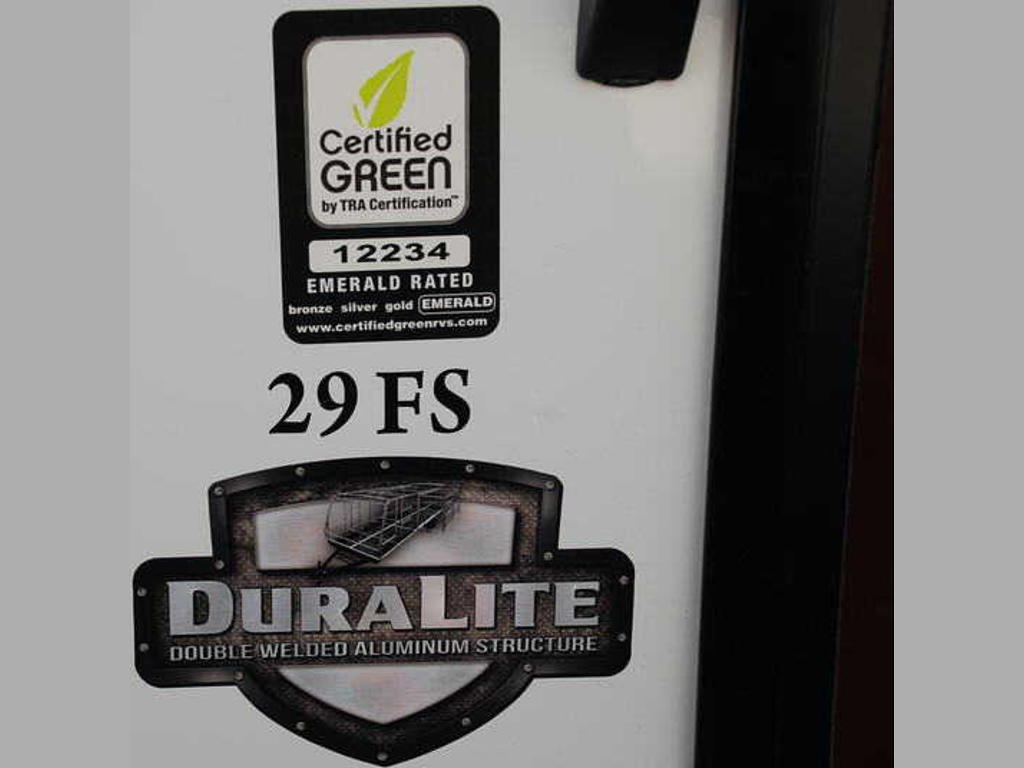 Certified
GREEN
by TRA Certification™
12234
EMERALD RATED
bronze silver gold EMERALD
www.certifiedgreenrvs.com
29 FS
DURALITE
DOUBLE WELDED ALUMINUM STRUCTURE